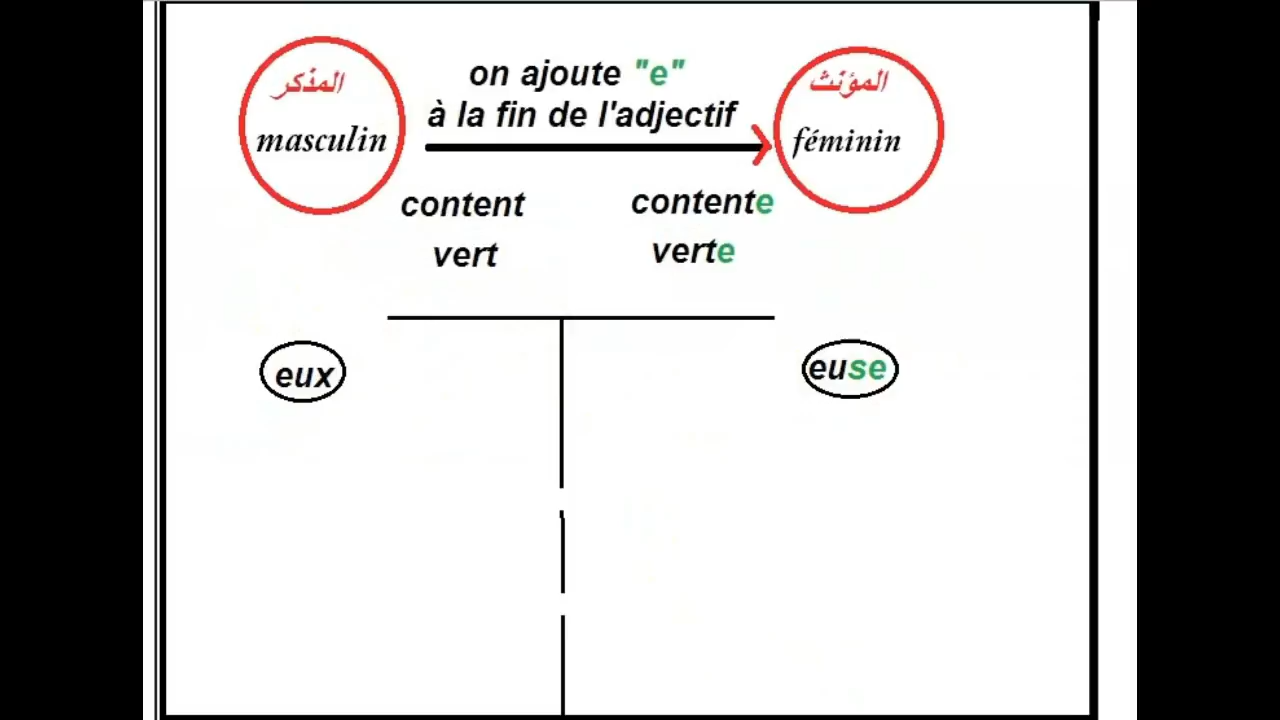 المذكر
masculin
on ajoute "e"
à la fin de l'adjectif
المؤنث
féminin
content contente
vert verte
eux euse